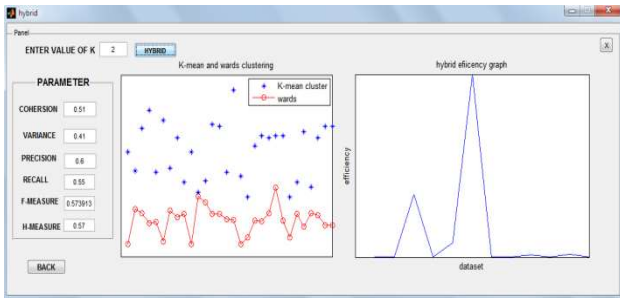 hybrid
Panel
ENTER VALUE OF K 2 HYBRID
X
PARAMETER
COHERSION 0.51
VARIANCE 0.41
PRECISION 0.6
RECALL 0.55
F-MEASURE 0.573913
H-MEASURE 0.57
BACK
K-mean and wards clustering
K-mean cluster
wards
hybrid eficency graph
efficiency
dataset